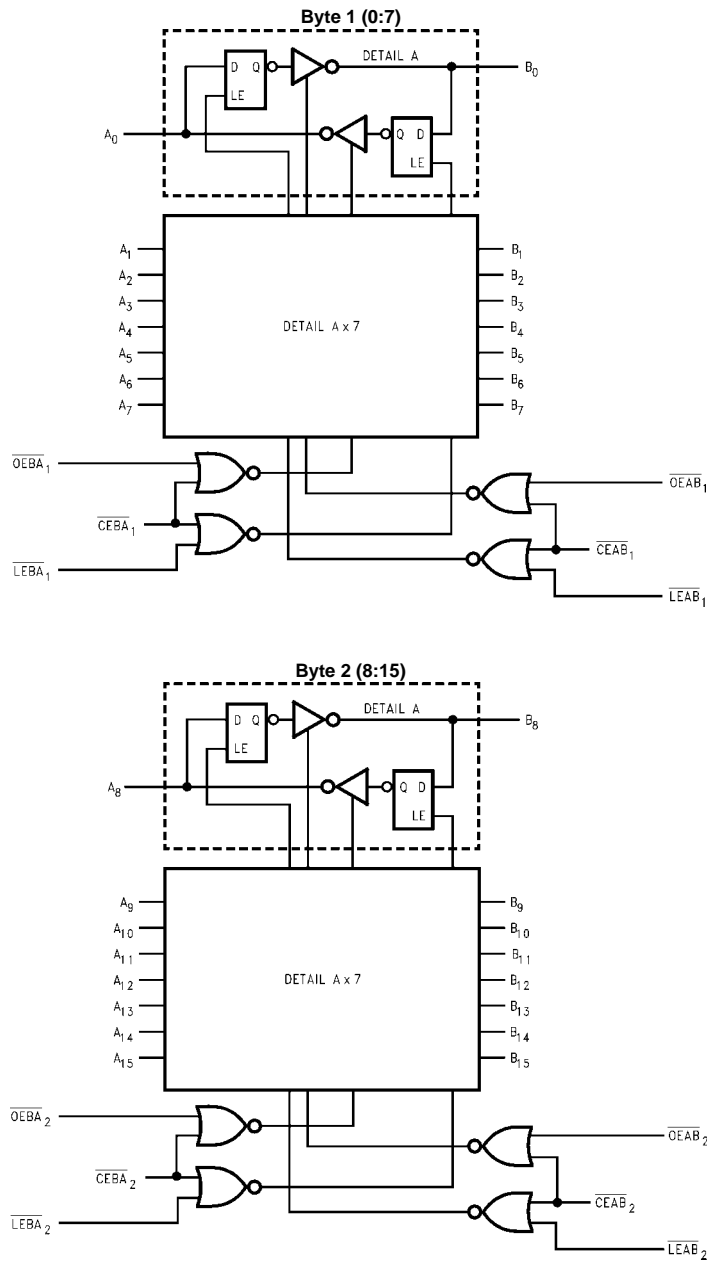 Byte 1 (0:7)
D Q
LE
DETAIL A
B0
A0
Q D
LE
A1
A2
A3
A4
A5
A6
A7
DETAIL A x 7
B1
B2
B3
B4
B5
B6
B7
OEBA1
CEBA1
LEBA1
OEAB1
CEAB1
LEAB1
Byte 2 (8:15)
D Q
LE
DETAIL A
B8
A8
Q D
LE
A9
A10
A11
A12
A13
A14
A15
DETAIL A x 7
B9
B10
B11
B12
B13
B14
B15
OEBA2
CEBA2
LEBA2
OEAB2
CEAB2
LEAB2